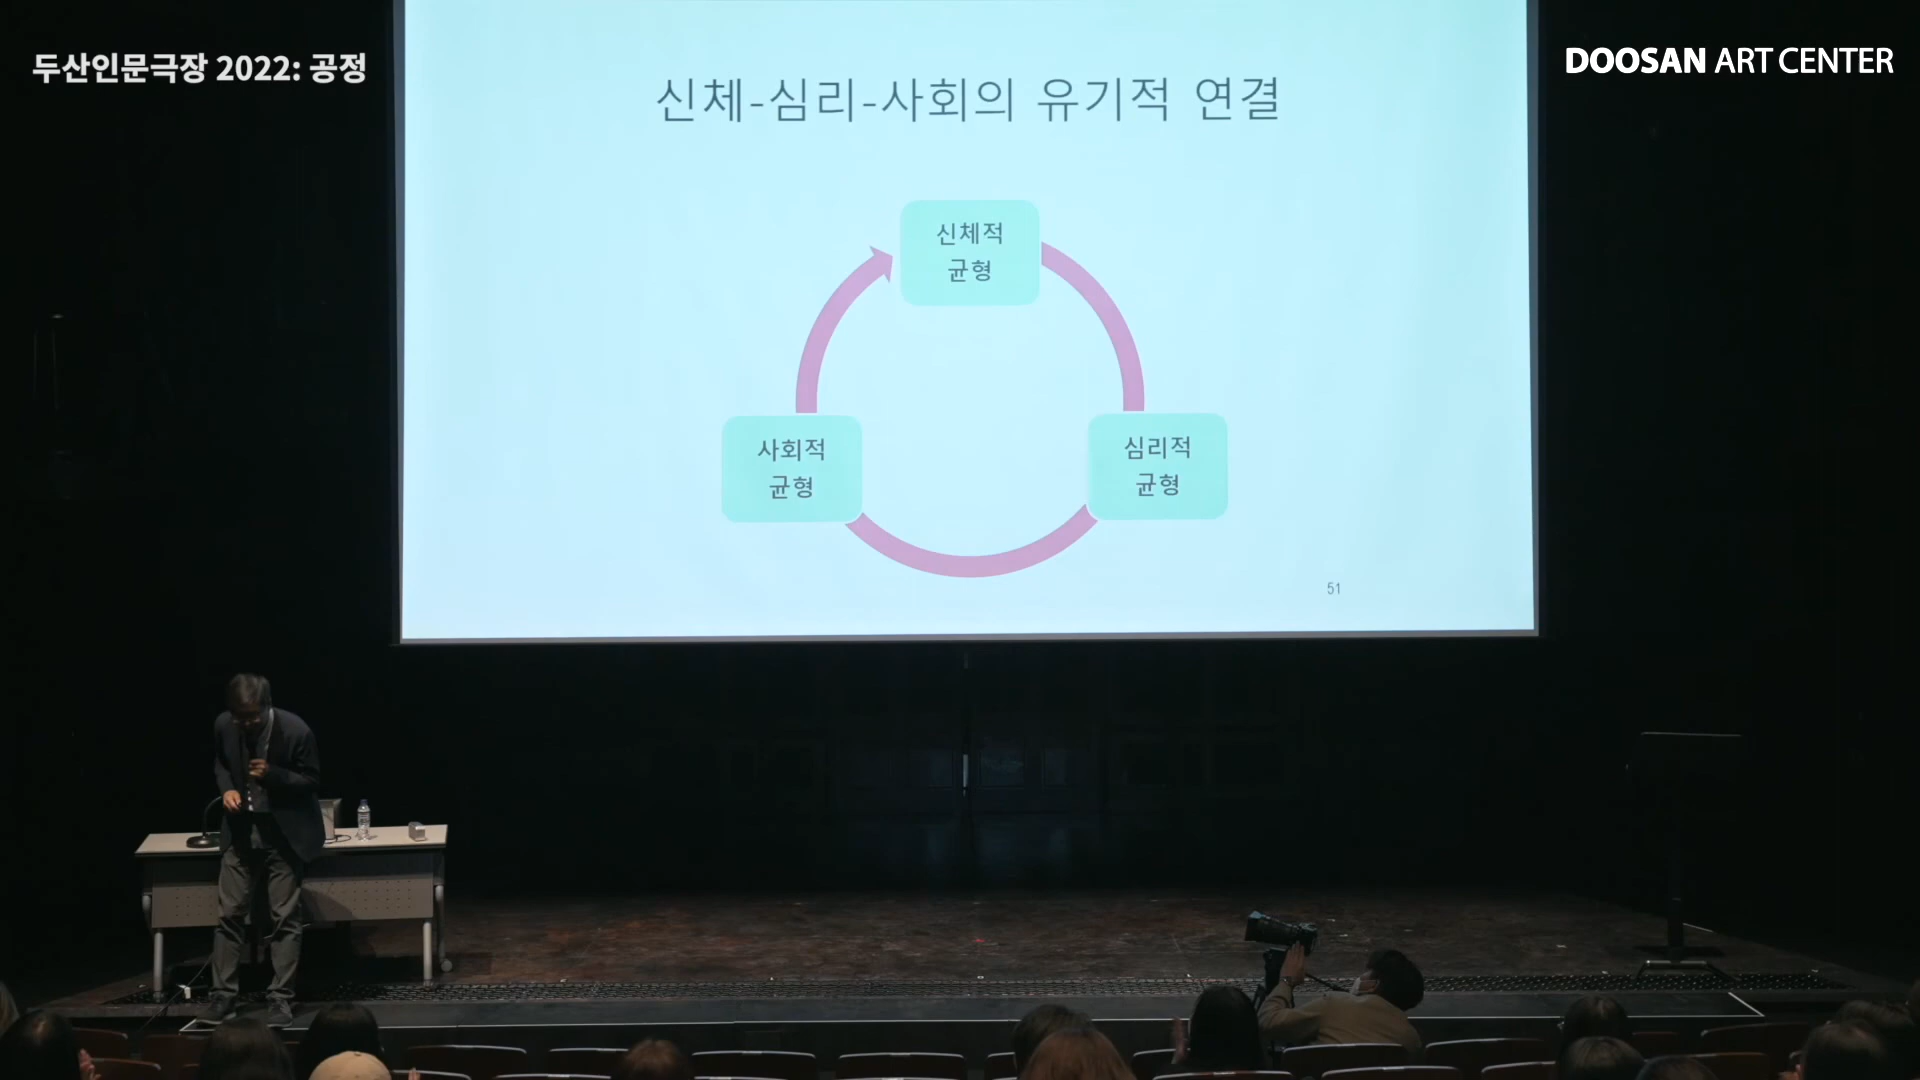 두산인문극장 2022: 공정
DOOSAN ART CENTER
신체-심리-사회의 유기적 연결
신체적
균형
사회적
균형
심리적
균형
51